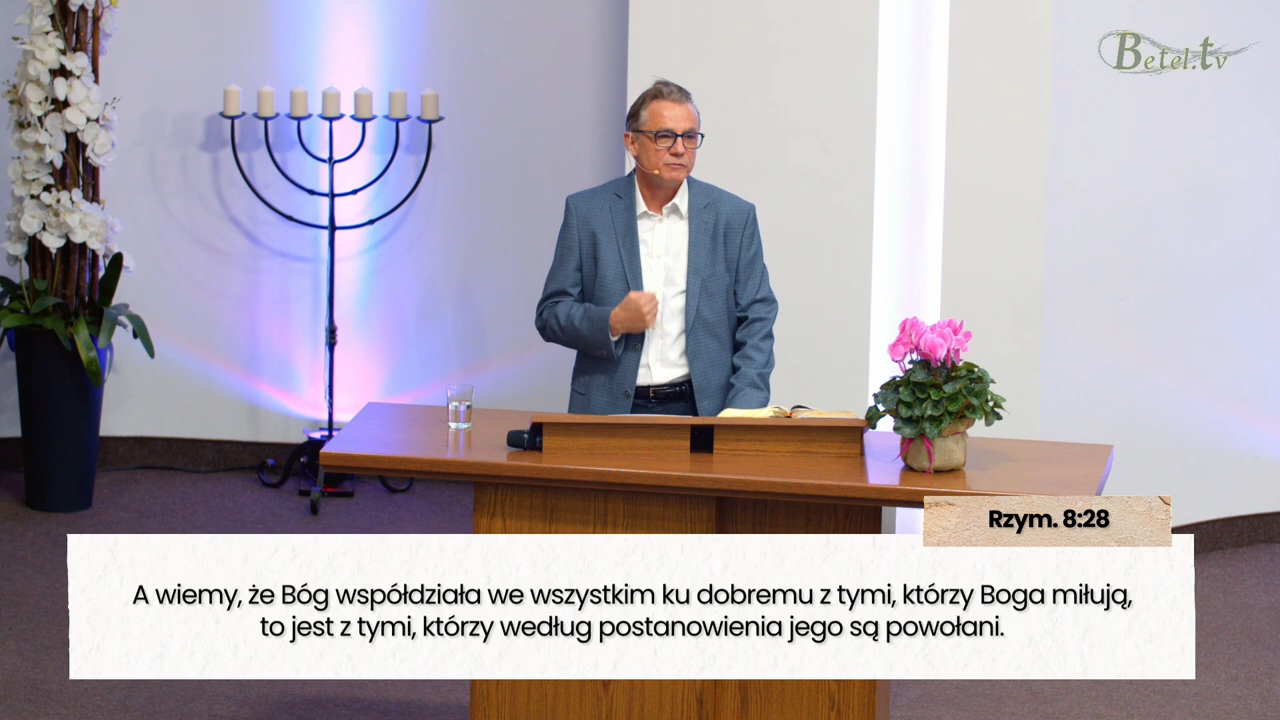 Betel.tv
Rzym. 8:28
A wiemy, że Bóg współdziała we wszystkim ku dobremu z tymi, którzy Boga miłują,
to jest z tymi, którzy według postanowienia jego są powołani.